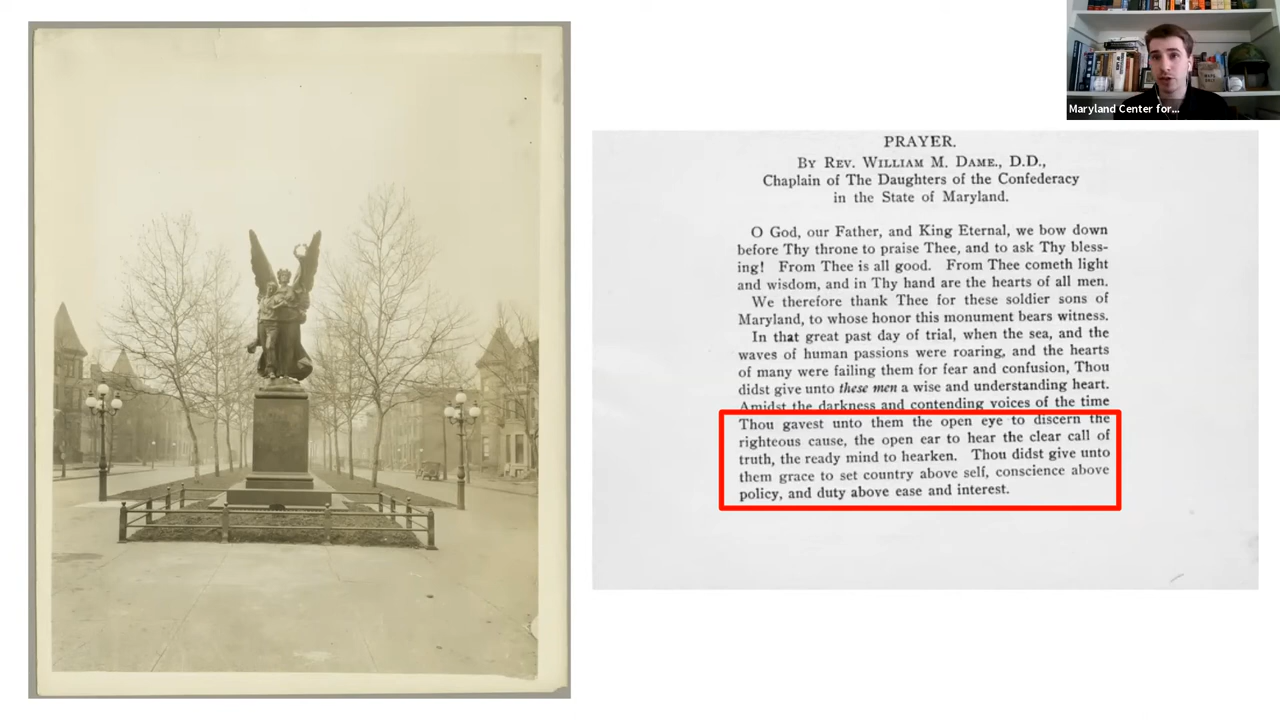 Maryland Center for...
PRAYER.
By Rev. William M. Dame., D.D.,
Chaplain of The Daughters of the Confederacy
in the State of Maryland.
O God, our Father, and King Eternal, we bow down
before Thy throne to praise Thee, and to ask Thy bless-
ing! From Thee is all good. From Thee cometh light
and wisdom, and in Thy hand are the hearts of all men.
We therefore thank Thee for these soldier sons of
Maryland, to whose honor this monument bears witness.
In that great past day of trial, when the sea, and the
waves of human passions were roaring, and the hearts
of many were failing them for fear and confusion, Thou
didst give unto these men a wise and understanding heart.
Amidst the darkness and contending voices of the time
Thou gavest unto them the open eye to discern the
righteous cause, the open ear to hear the clear call of
truth, the ready mind to hearken. Thou didst give unto
them grace to set country above self, conscience above
policy, and duty above ease and interest.